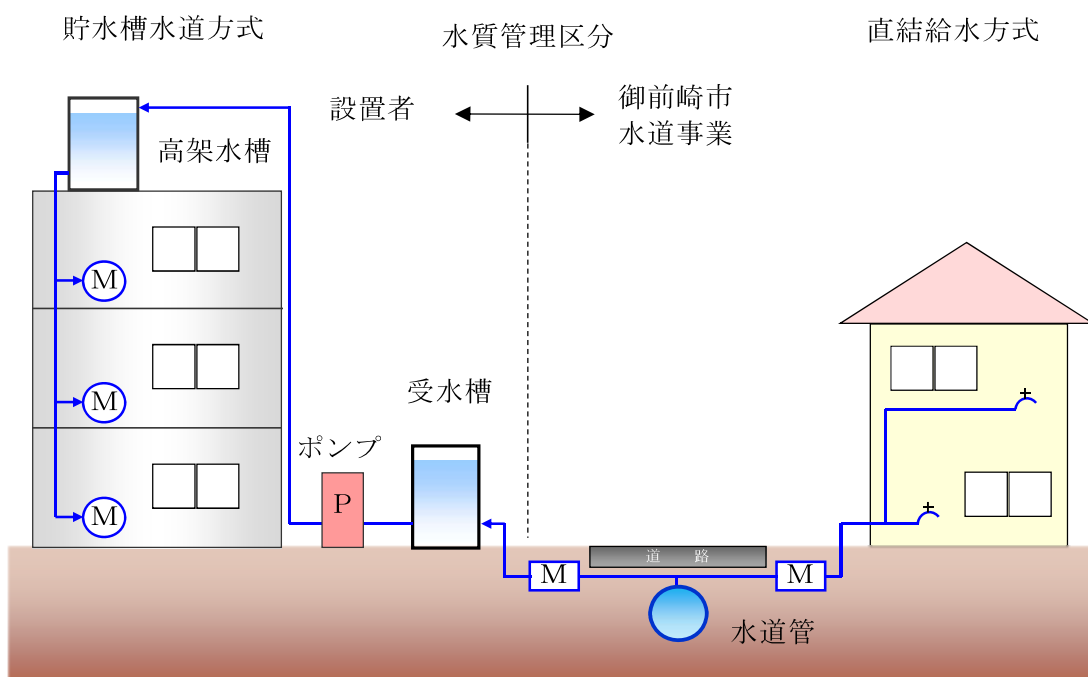 貯水槽水道方式
水質管理区分
直結給水方式
設置者
御前崎市
水道事業
高架水槽
M
M
M
受水槽
ポンプ
P
道 路
M
M
水道管